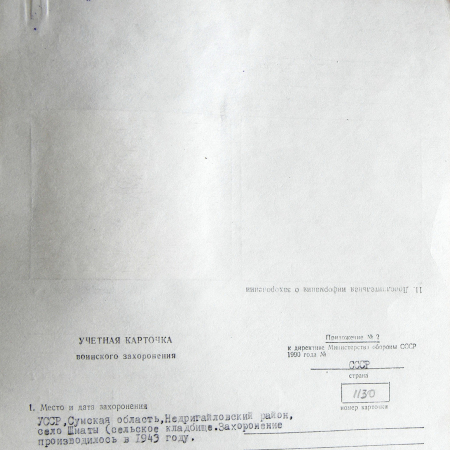 11. Дополнительная информация о захоронении
УЧЕТНАЯ КАРТОЧКА
воинского захоронения
Приложение № 2
к директиве Министерства обороны СССР
1990 года №
СССР
страна
1130
номер карточки
1. Место и дата захоронения
УССР,Сумская область,Недригайловский район,
село Шматы (сельское кладбище.Захоронение
производилось в 1943 году.